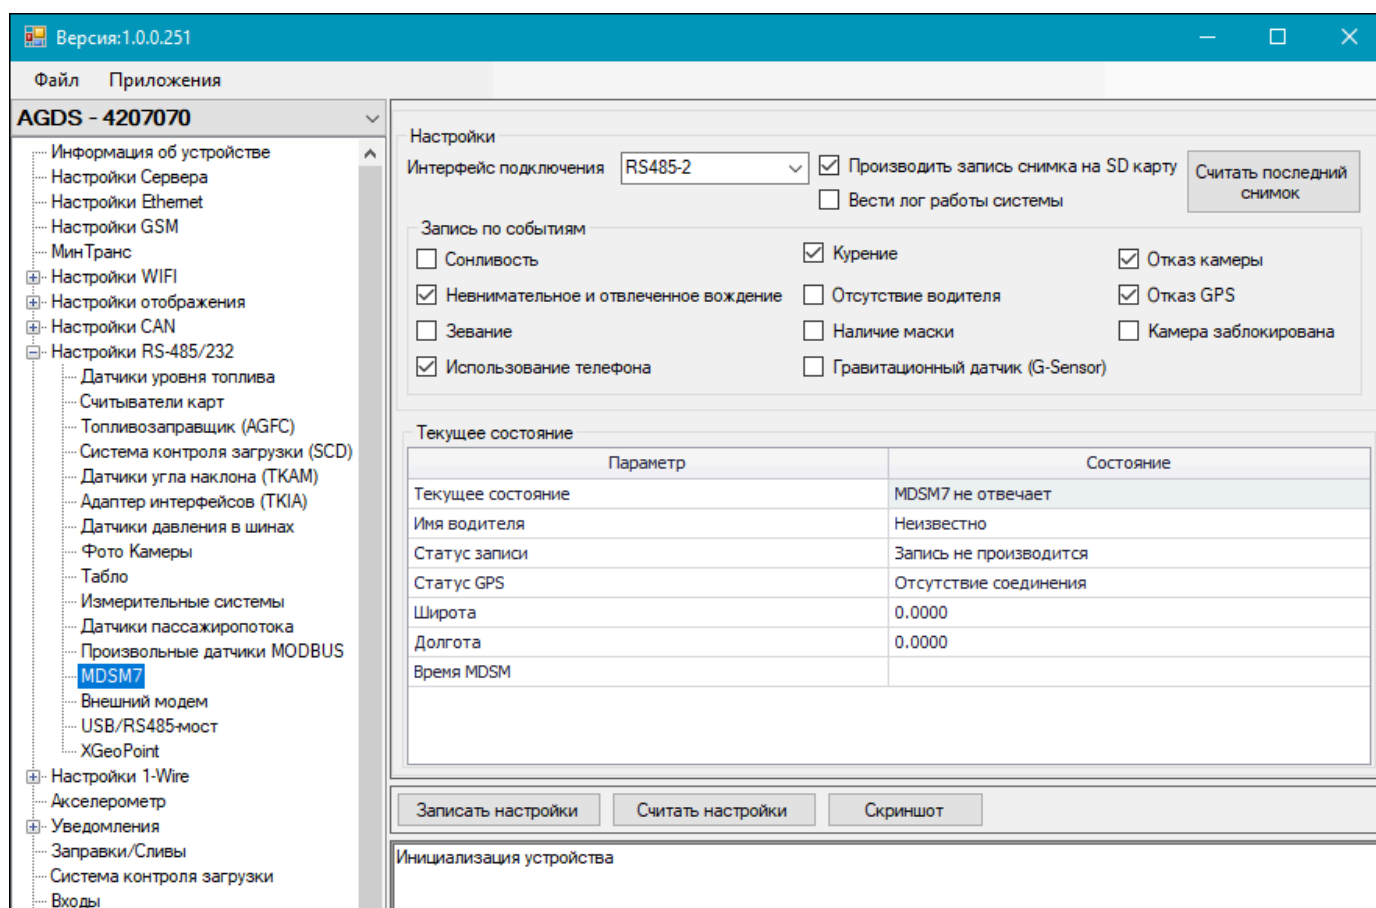 Версия:1.0.0.251
Файл Приложения
AGDS - 4207070
Информация об устройстве
Настройки Сервера
Настройки Ethernet
Настройки GSM
МинТранс
Настройки WIFI
Настройки отображения
Настройки CAN
Настройки RS-485/232
Датчики уровня топлива
Считыватели карт
Топливозаправщик (AGFC)
Система контроля загрузки (SCD)
Датчики угла наклона (TKAM)
Адаптер интерфейсов (TKIA)
Датчики давления в шинах
Фото Камеры
Табло
Измерительные системы
Датчики пассажиропотока
Произвольные датчики MODBUS
MDSM7
Внешний модем
USB/RS485-мост
XGeoPoint
Настройки 1-Wire
Акселерометр
Уведомления
Заправки/Сливы
Система контроля загрузки
Входы
Настройки
Интерфейс подключения RS485-2
Производить запись снимка на SD карту
Вести лог работы системы
Считать последний
снимок
Запись по событиям
Сонливость
Невнимательное и отвлеченное вождение
Зевание
Использование телефона
Курение
Отсутствие водителя
Наличие маски
Гравитационный датчик (G-Sensor)
Отказ камеры
Отказ GPS
Камера заблокирована
Текущее состояние
Параметр Состояние
Текущее состояние MDSM7 не отвечает
Имя водителя Неизвестно
Статус записи Запись не производится
Статус GPS Отсутствие соединения
Широта 0.0000
Долгота 0.0000
Время MDSM
Записать настройки Считать настройки Скриншот
Инициализация устройства